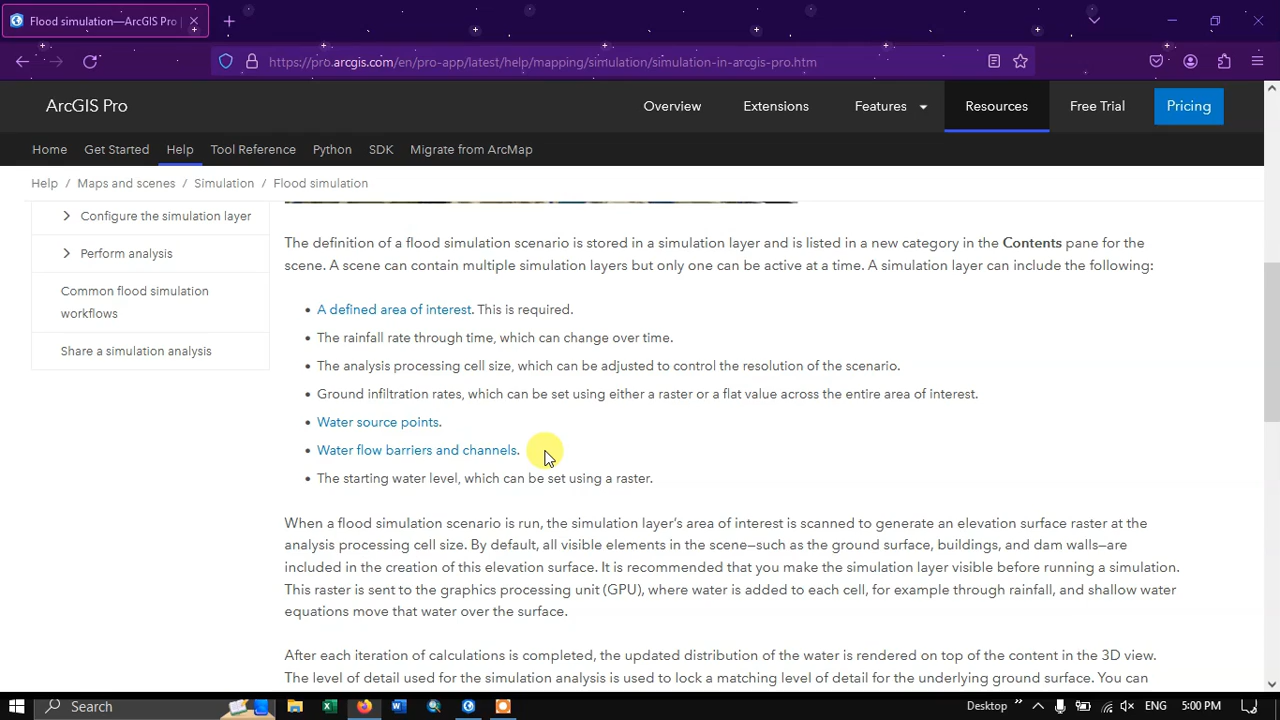 Flood simulation—ArcGIS Pro |
https://pro.arcgis.com/en/pro-app/latest/help/mapping/simulation/simulation-in-arcgis-pro.htm
ArcGIS Pro
Overview
Extensions
Features
Resources
Free Trial
Pricing
Home
Get Started
Help
Tool Reference
Python
SDK
Migrate from ArcMap
Help / Maps and scenes / Simulation / Flood simulation
Configure the simulation layer
Perform analysis
Common flood simulation
workflows
Share a simulation analysis
The definition of a flood simulation scenario is stored in a simulation layer and is listed in a new category in the Contents pane for the
scene. A scene can contain multiple simulation layers but only one can be active at a time. A simulation layer can include the following:
• A defined area of interest. This is required.
• The rainfall rate through time, which can change over time.
• The analysis processing cell size, which can be adjusted to control the resolution of the scenario.
• Ground infiltration rates, which can be set using either a raster or a flat value across the entire area of interest.
• Water source points.
• Water flow barriers and channels.
• The starting water level, which can be set using a raster.
When a flood simulation scenario is run, the simulation layer's area of interest is scanned to generate an elevation surface raster at the
analysis processing cell size. By default, all visible elements in the scene—such as the ground surface, buildings, and dam walls—are
included in the creation of this elevation surface. It is recommended that you make the simulation layer visible before running a simulation.
This raster is sent to the graphics processing unit (GPU), where water is added to each cell, for example through rainfall, and shallow water
equations move that water over the surface.
After each iteration of calculations is completed, the updated distribution of the water is rendered on top of the content in the 3D view.
The level of detail used for the simulation analysis is used to lock a matching level of detail for the underlying ground surface. You can
Search
Desktop
ENG
5:00 PM